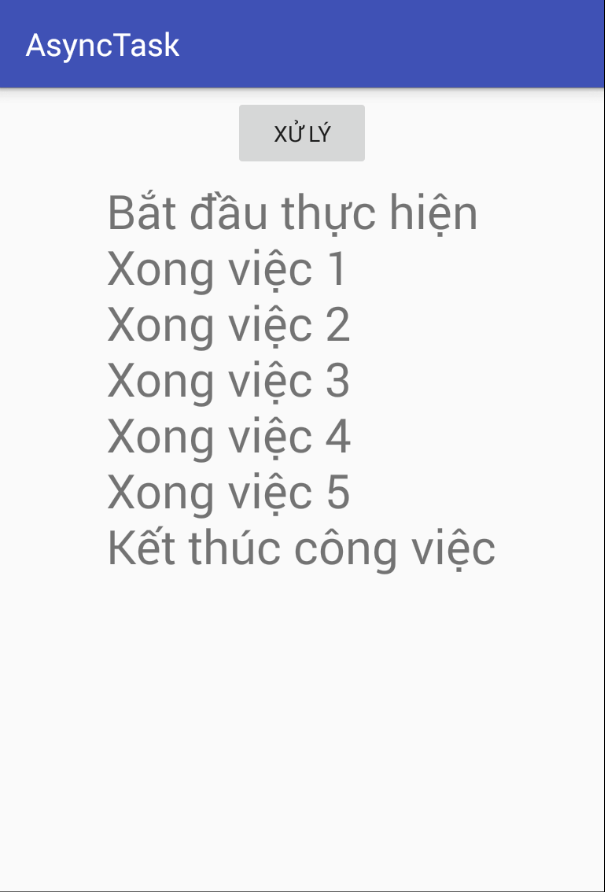 AsyncTask
XỬ LÝ
Bắt đầu thực hiện
Xong việc 1
Xong việc 2
Xong việc 3
Xong việc 4
Xong việc 5
Kết thúc công việc